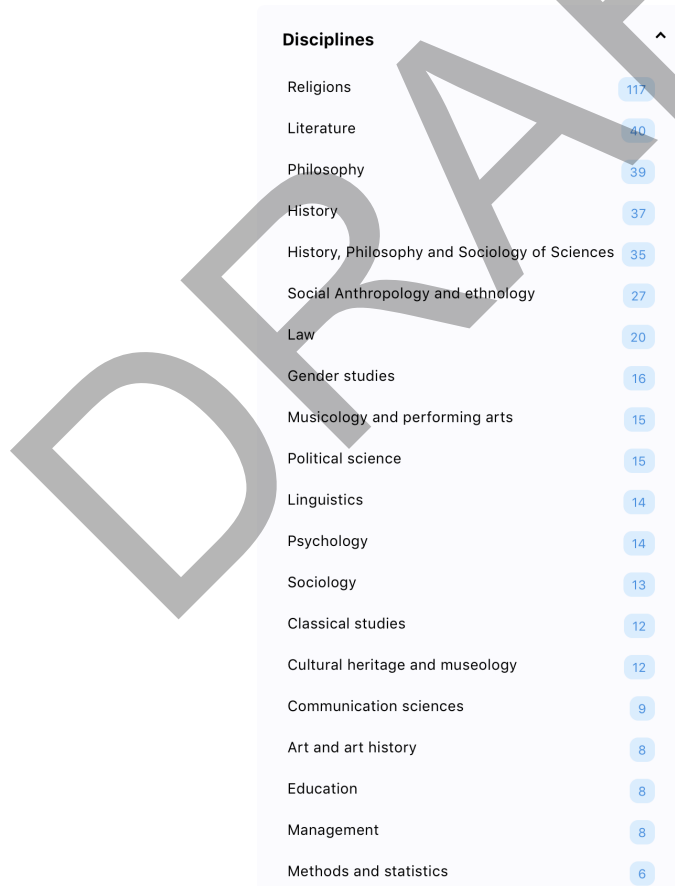 Disciplines
Religions 117
Literature 40
Philosophy 39
History 37
History, Philosophy and Sociology of Sciences 35
Social Anthropology and ethnology 27
Law 20
Gender studies 16
Musicology and performing arts 15
Political science 15
Linguistics 14
Psychology 14
Sociology 13
Classical studies 12
Cultural heritage and museology 12
Communication sciences 9
Art and art history 8
Education 8
Management 8
Methods and statistics 6